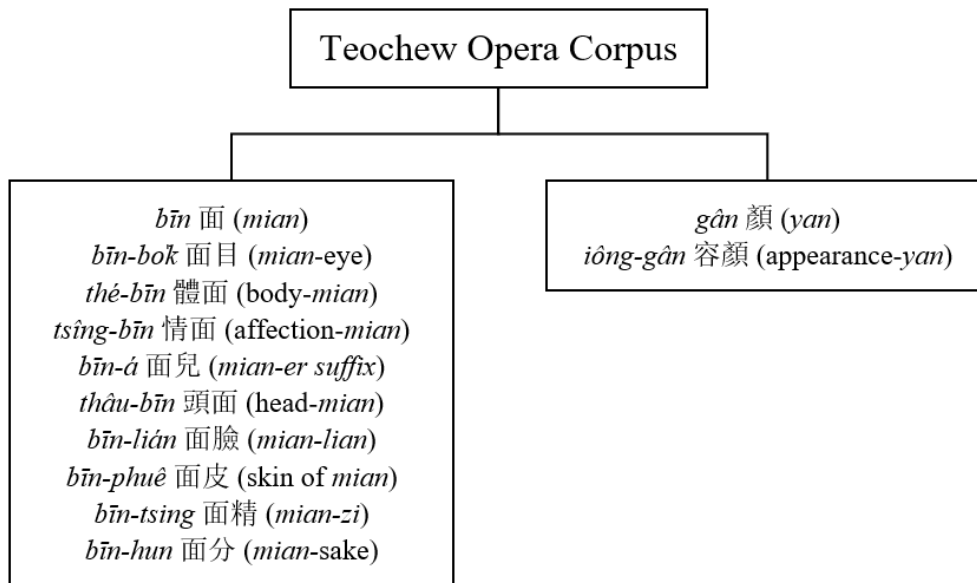 Teochew Opera Corpus
bīn 面 (mian)
bīn-bo̍k 面目 (mian-eye)
thé-bīn 體面 (body-mian)
tsîng-bīn 情面 (affection-mian)
bīn-á 面兒 (mian-er suffix)
thâu-bīn 頭面 (head-mian)
bīn-lián 面臉 (mian-lian)
bīn-phuê 面皮 (skin of mian)
bīn-tsing 面精 (mian-zi)
bīn-hun 面分 (mian-sake)
gân 顏 (yan)
iông-gân 容顏 (appearance-yan)